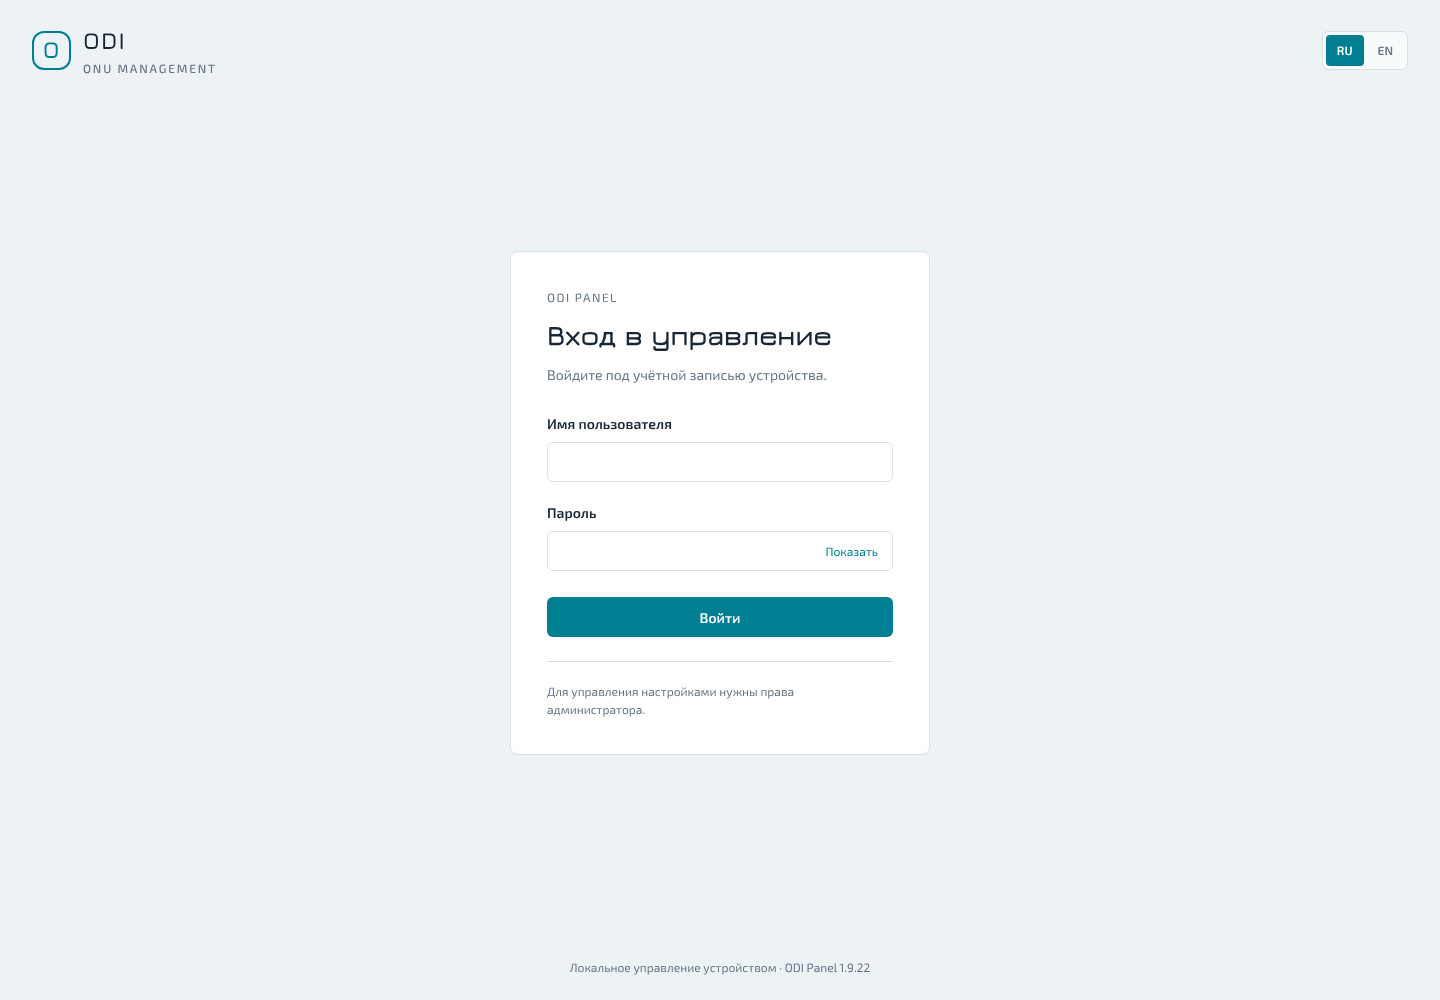 O
ODI
ONU MANAGEMENT
RU
EN
ODI PANEL
Вход в управление
Войдите под учётной записью устройства.
Имя пользователя
Пароль
Показать
Войти
Для управления настройками нужны права
администратора.
Локальное управление устройством · ODI Panel 1.9.22